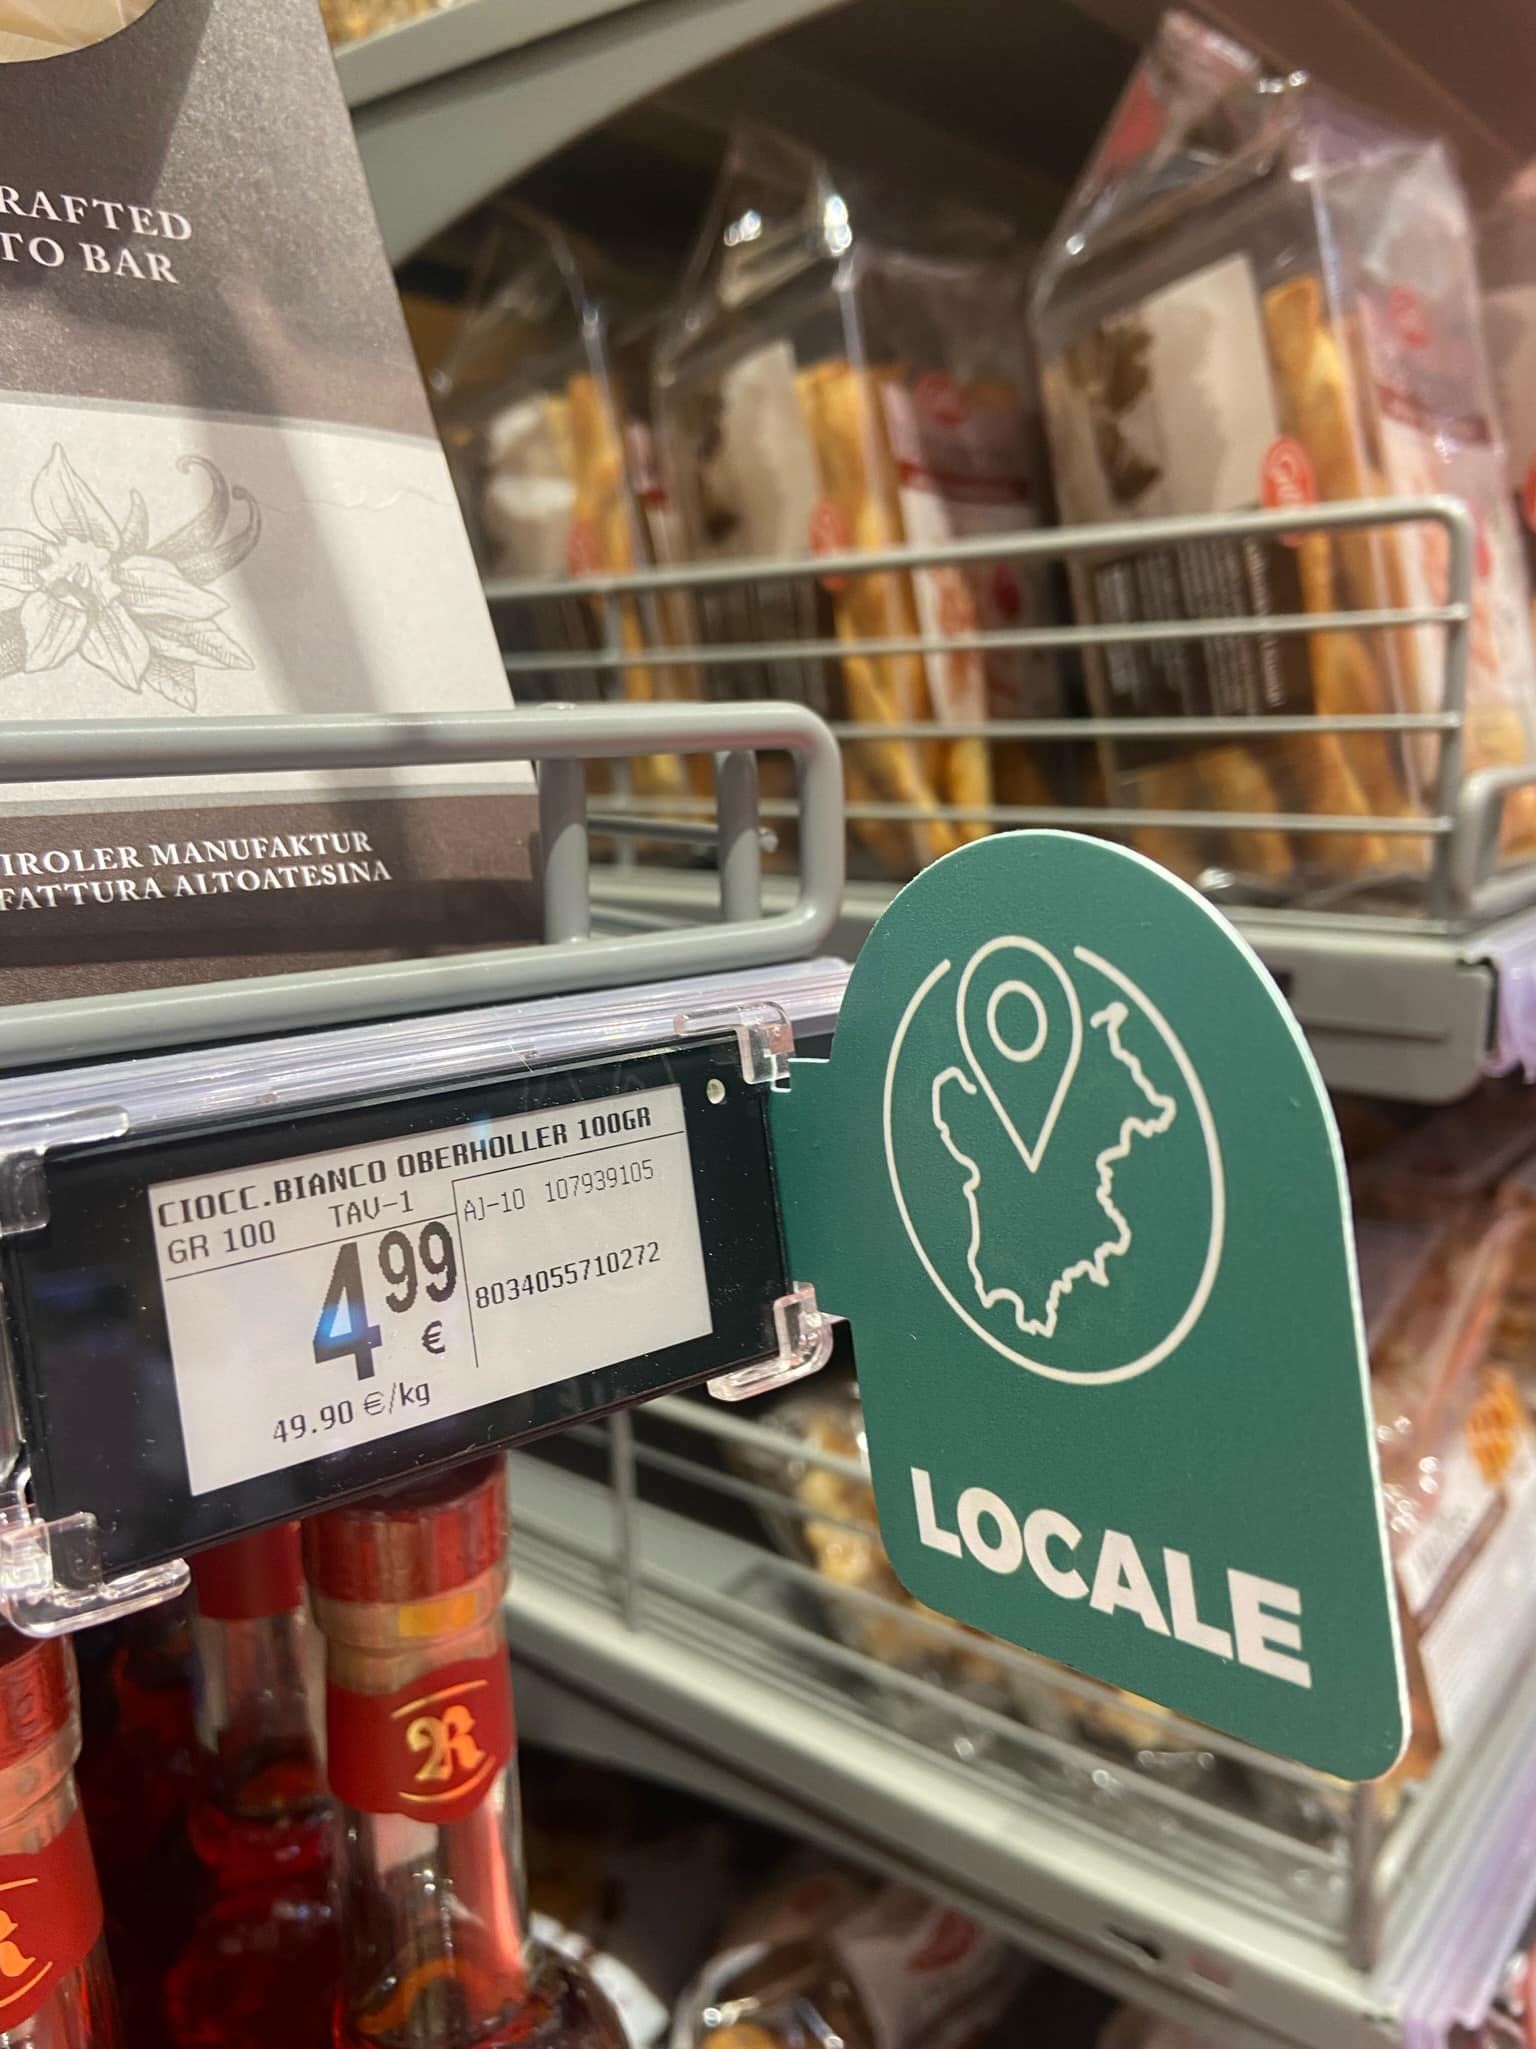 RAFTED
TO BAR
IROLER MANUFAKTUR
FATTURA ALTOATESINA
CIOCC.BIANCO OBERHOLLER 100GR
GR 100 TAV-1
AJ-10 107939105
4 99
€
8034055710272
49.90 €/kg
LOCALE
R